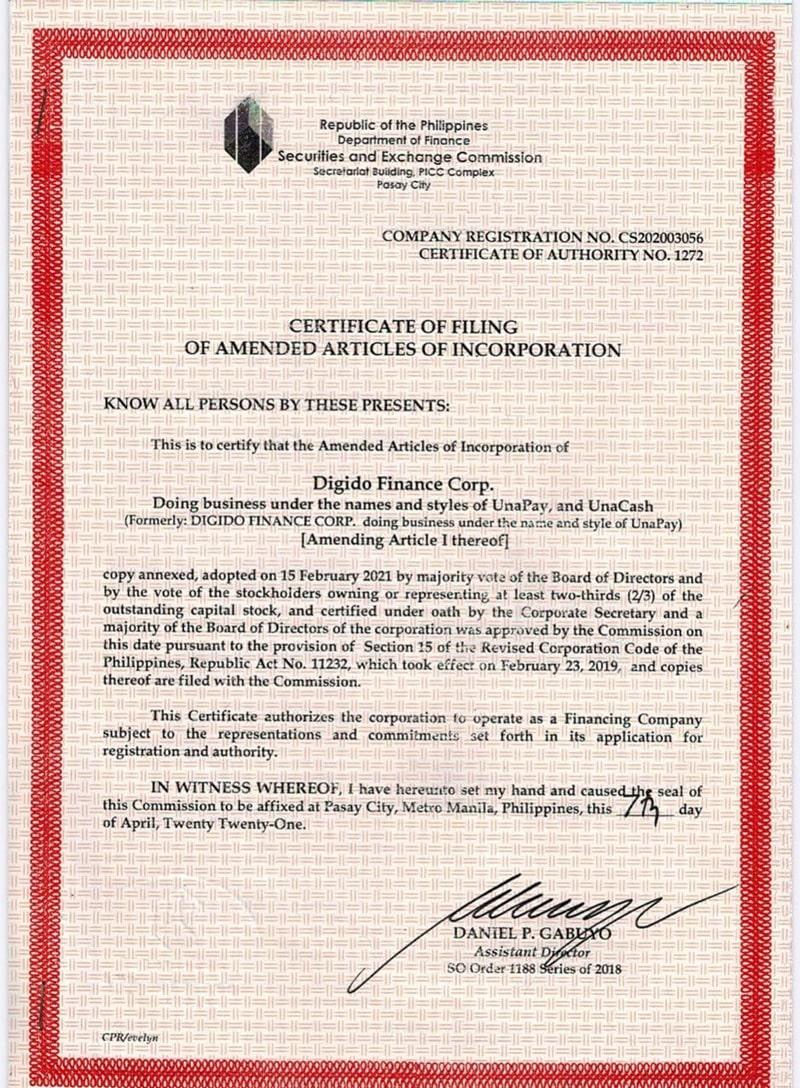 Republic of the Philippines
Department of Finance
Securities and Exchange Commission
Secretariat Building, PICC Complex
Pasay City
COMPANY REGISTRATION NO. CS202003056
CERTIFICATE OF AUTHORITY NO. 1272
CERTIFICATE OF FILING
OF AMENDED ARTICLES OF INCORPORATION
KNOW ALL PERSONS BY THESE PRESENTS:
This is to certify that the Amended Articles of Incorporation of
Digido Finance Corp.
Doing business under the names and styles of UnaPay, and UnaCash
(Formerly: DIGIDO FINANCE CORP. doing business under the name and style of UnaPay)
[Amending Article I thereof]
copy annexed, adopted on 15 February 2021 by majority vote of the Board of Directors and
by the vote of the stockholders owning or representing at least two-thirds (2/3) of the
outstanding capital stock, and certified under oath by the Corporate Secretary and a
majority of the Board of Directors of the corporation was approved by the Commission on
this date pursuant to the provision of Section 15 of the Revised Corporation Code of the
Philippines, Republic Act No. 11232, which took effect on February 23, 2019, and copies
thereof are filed with the Commission.
This Certificate authorizes the corporation to operate as a Financing Company
subject to the representations and commitments set forth in its application for
registration and authority.
IN WITNESS WHEREOF, I have hereunto set my hand and caused the seal of
this Commission to be affixed at Pasay City, Metro Manila, Philippines, this day
of April, Twenty Twenty-One.
DANIEL P. GABUYO
Assistant Director
SO Order 1188 Series of 2018
CPR/evelyn